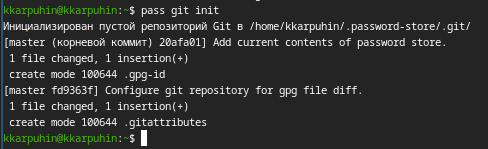 kkarpuhin@kkarpuhin:~$ pass git init
Инициализирован пустой репозиторий Git в /home/kkarpuhin/.password-store/.git/
[master (корневой коммит) 20afa01] Add current contents of password store.
 1 file changed, 1 insertion(+)
 create mode 100644 .gpg-id
[master fd9363f] Configure git repository for gpg file diff.
 1 file changed, 1 insertion(+)
 create mode 100644 .gitattributes
kkarpuhin@kkarpuhin:~$